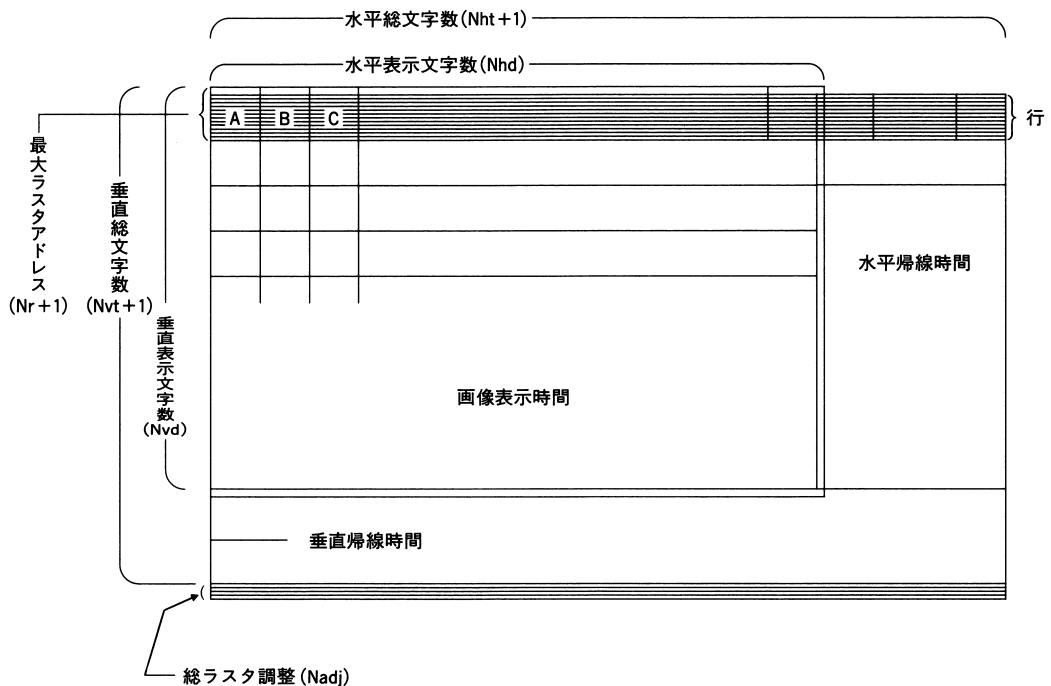 水平総文字数(Nht+1)
水平表示文字数(Nhd)
A B C
行
最大ラスタアドレス
(Nr+1)
垂直総文字数
(Nvt+1)
垂直表示文字数
(Nvd)
水平帰線時間
画像表示時間
垂直帰線時間
総ラスタ調整(Nadj)